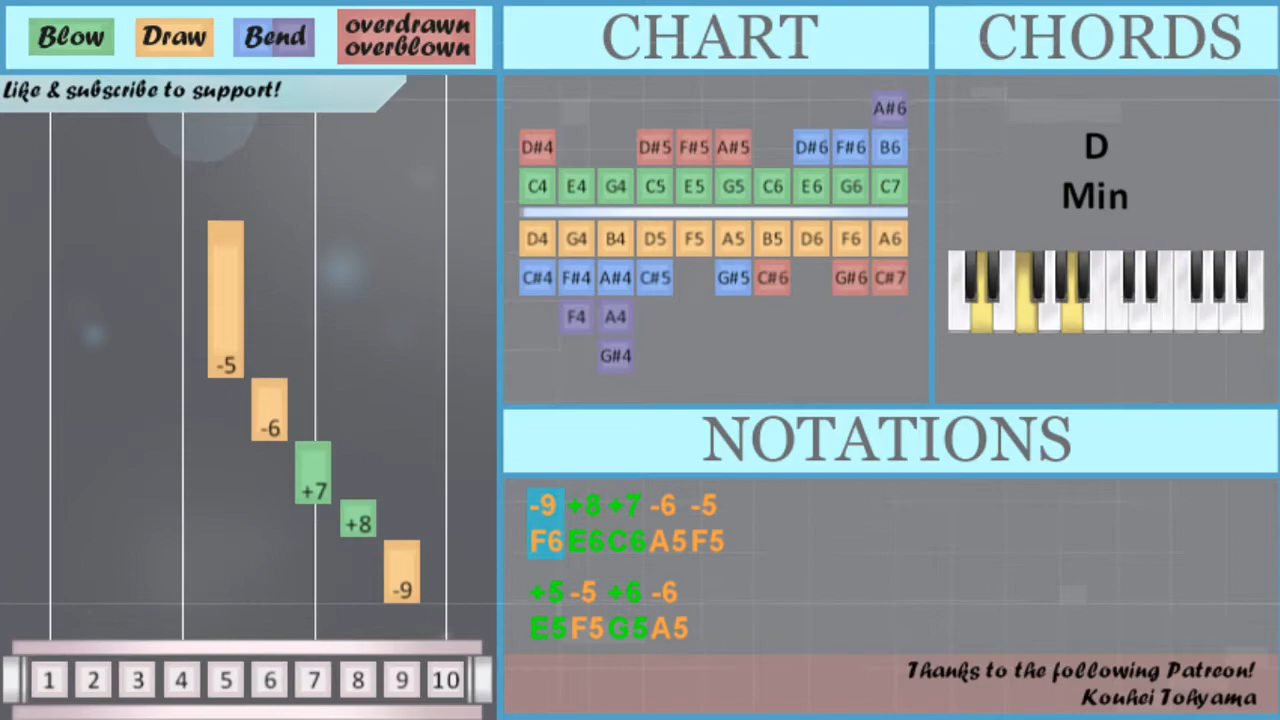 Blow Draw Bend overdrawn
overblown
Like & subscribe to support!
-5
-6
+7
+8
-9
1 2 3 4 5 6 7 8 9 10
CHART
A#6
D#4 D#5 F#5 A#5 D#6 F#6 B6
C4 E4 G4 C5 E5 G5 C6 E6 G6 C7
D4 G4 B4 D5 F5 A5 B5 D6 F6 A6
C#4 F#4 A#4 C#5 G#5 C#6 G#6 C#7
F4 A4
G#4
CHORDS
D
Min
NOTATIONS
-9 +8 +7 -6 -5
F6 E6 C6 A5 F5
+5 -5 +6 -6
E5 F5 G5 A5
Thanks to the following Patreon!
Kouhei Tohyama